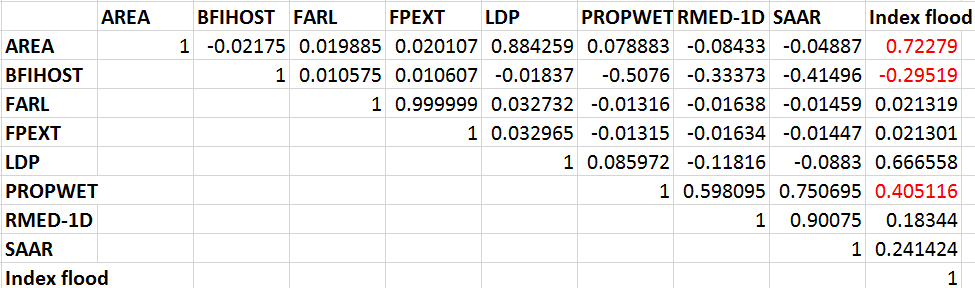 AREA BFIHOST FARL FPEXT LDP PROPWET RMED-1D SAAR Index flood
AREA 1 -0.02175 0.019885 0.020107 0.884259 0.078883 -0.08433 -0.04887 0.72279
BFIHOST 1 0.010575 0.010607 -0.01837 -0.5076 -0.33373 -0.41496 -0.29519
FARL 1 0.999999 0.032732 -0.01316 -0.01638 -0.01459 0.021319
FPEXT 1 0.032965 -0.01315 -0.01634 -0.01447 0.021301
LDP 1 0.085972 -0.11816 -0.0883 0.666558
PROPWET 1 0.598095 0.750695 0.405116
RMED-1D 1 0.90075 0.18344
SAAR 1 0.241424
Index flood 1